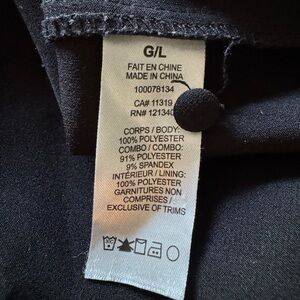 G/L
FAIT EN CHINE
MADE IN CHINA
100078134
CA# 11319
RN# 121340
CORPS / BODY:
100% POLYESTER
COMBO / COMBO:
91% POLYESTER
9% SPANDEX
INTÉRIEUR / LINING:
100% POLYESTER
GARNITURES NON
COMPRISES /
EXCLUSIVE OF TRIMS